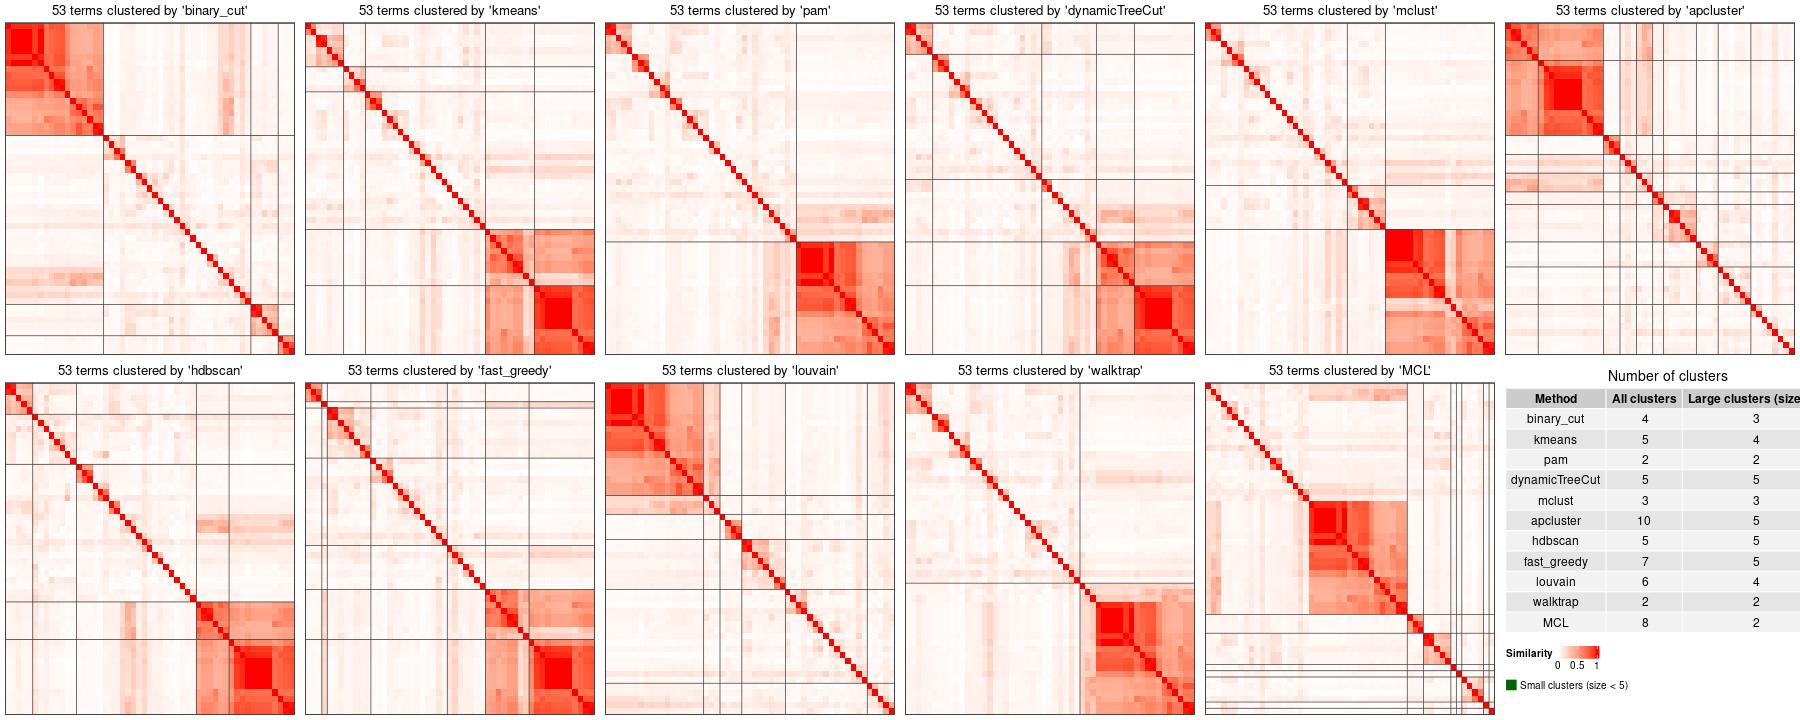 53 terms clustered by 'binary_cut'
53 terms clustered by 'kmeans'
53 terms clustered by 'pam'
53 terms clustered by 'dynamicTreeCut'
53 terms clustered by 'mclust'
53 terms clustered by 'apcluster'
53 terms clustered by 'hdbscan'
53 terms clustered by 'fast_greedy'
53 terms clustered by 'louvain'
53 terms clustered by 'walktrap'
53 terms clustered by 'MCL'
Number of clusters
Method All clusters Large clusters (size
binary_cut 4 3
kmeans 5 4
pam 2 2
dynamicTreeCut 5 5
mclust 3 3
apcluster 10 5
hdbscan 5 5
fast_greedy 7 5
louvain 6 4
walktrap 2 2
MCL 8 2
Similarity
0 0.5 1
Small clusters (size < 5)